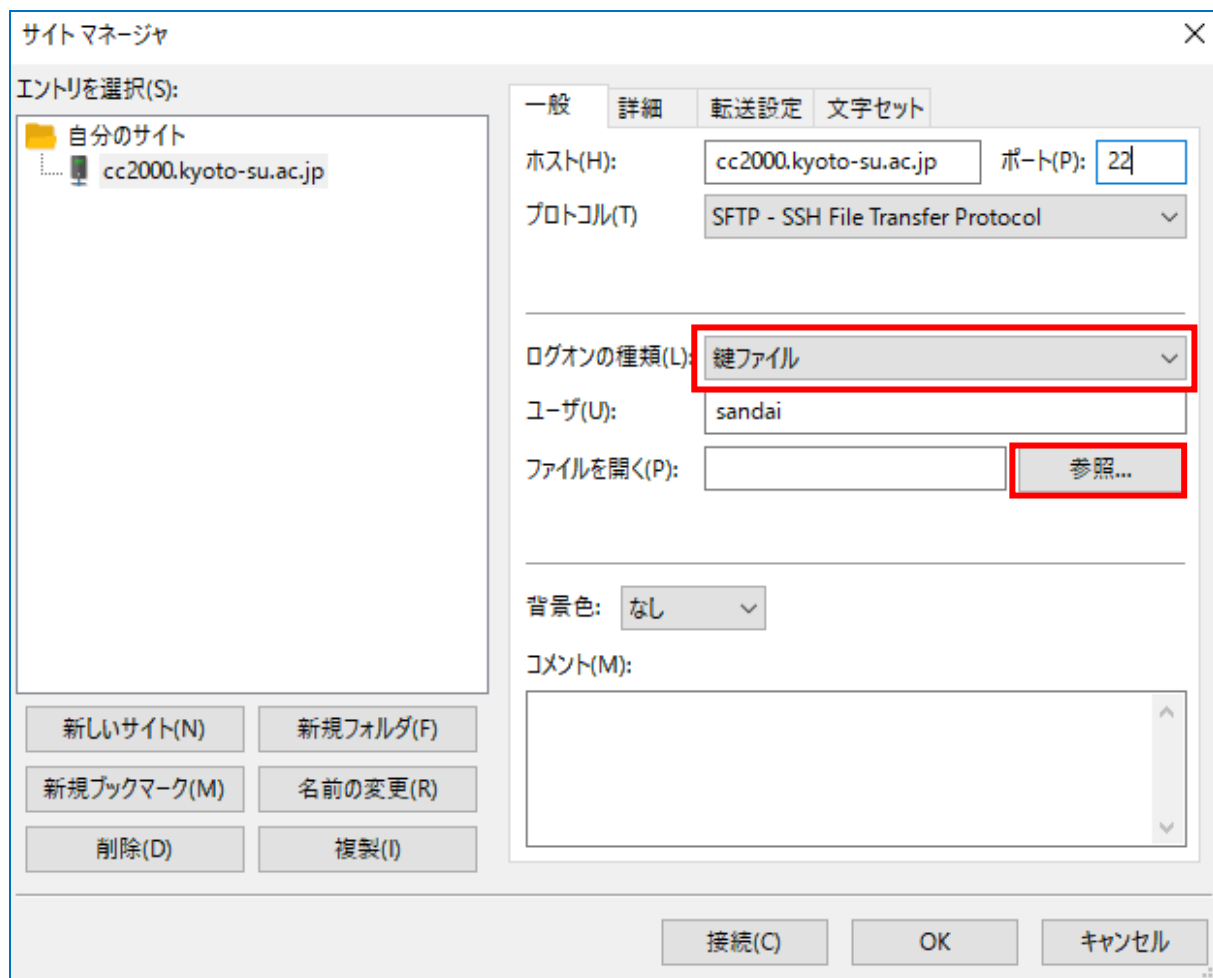 サイト マネージャ
エントリを選択(S):
自分のサイト
cc2000.kyoto-su.ac.jp
新しいサイト(N) 新規フォルダ(F)
新規ブックマーク(M) 名前の変更(R)
削除(D) 複製(I)
一般 詳細 転送設定 文字セット
ホスト(H): cc2000.kyoto-su.ac.jp ポート(P): 22
プロトコル(T) SFTP - SSH File Transfer Protocol
ログオンの種類(L): 鍵ファイル
ユーザ(U): sandai
ファイルを開く(P): 参照...
背景色: なし
コメント(M):
接続(C) OK キャンセル